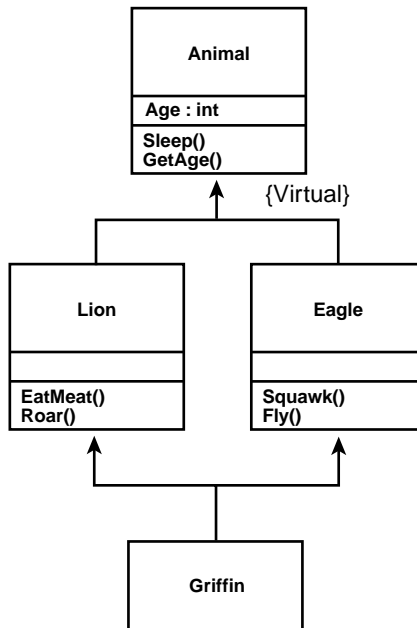 Animal
Age : int
Sleep()
GetAge()
{Virtual}
Lion
Eagle
EatMeat()
Roar()
Squawk()
Fly()
Griffin